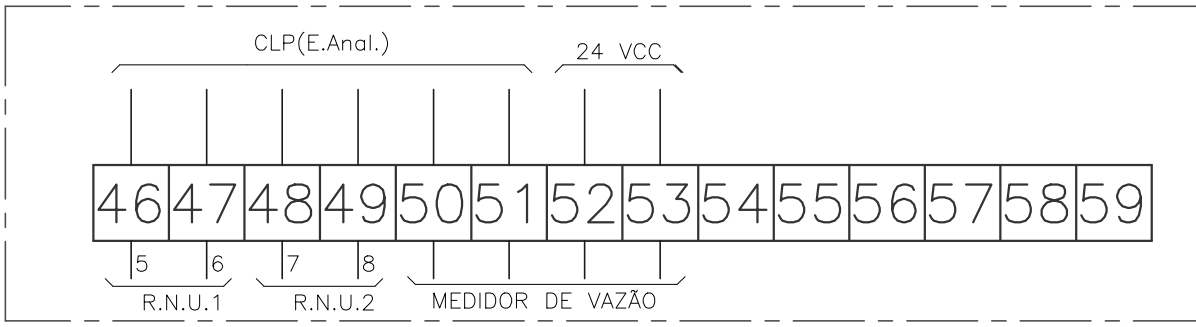 CLP(E.Anal.) 24 VCC
46 47 48 49 50 51 52 53 54 55 56 57 58 59
5 6 7 8
R.N.U.1 R.N.U.2 MEDIDOR DE VAZÃO